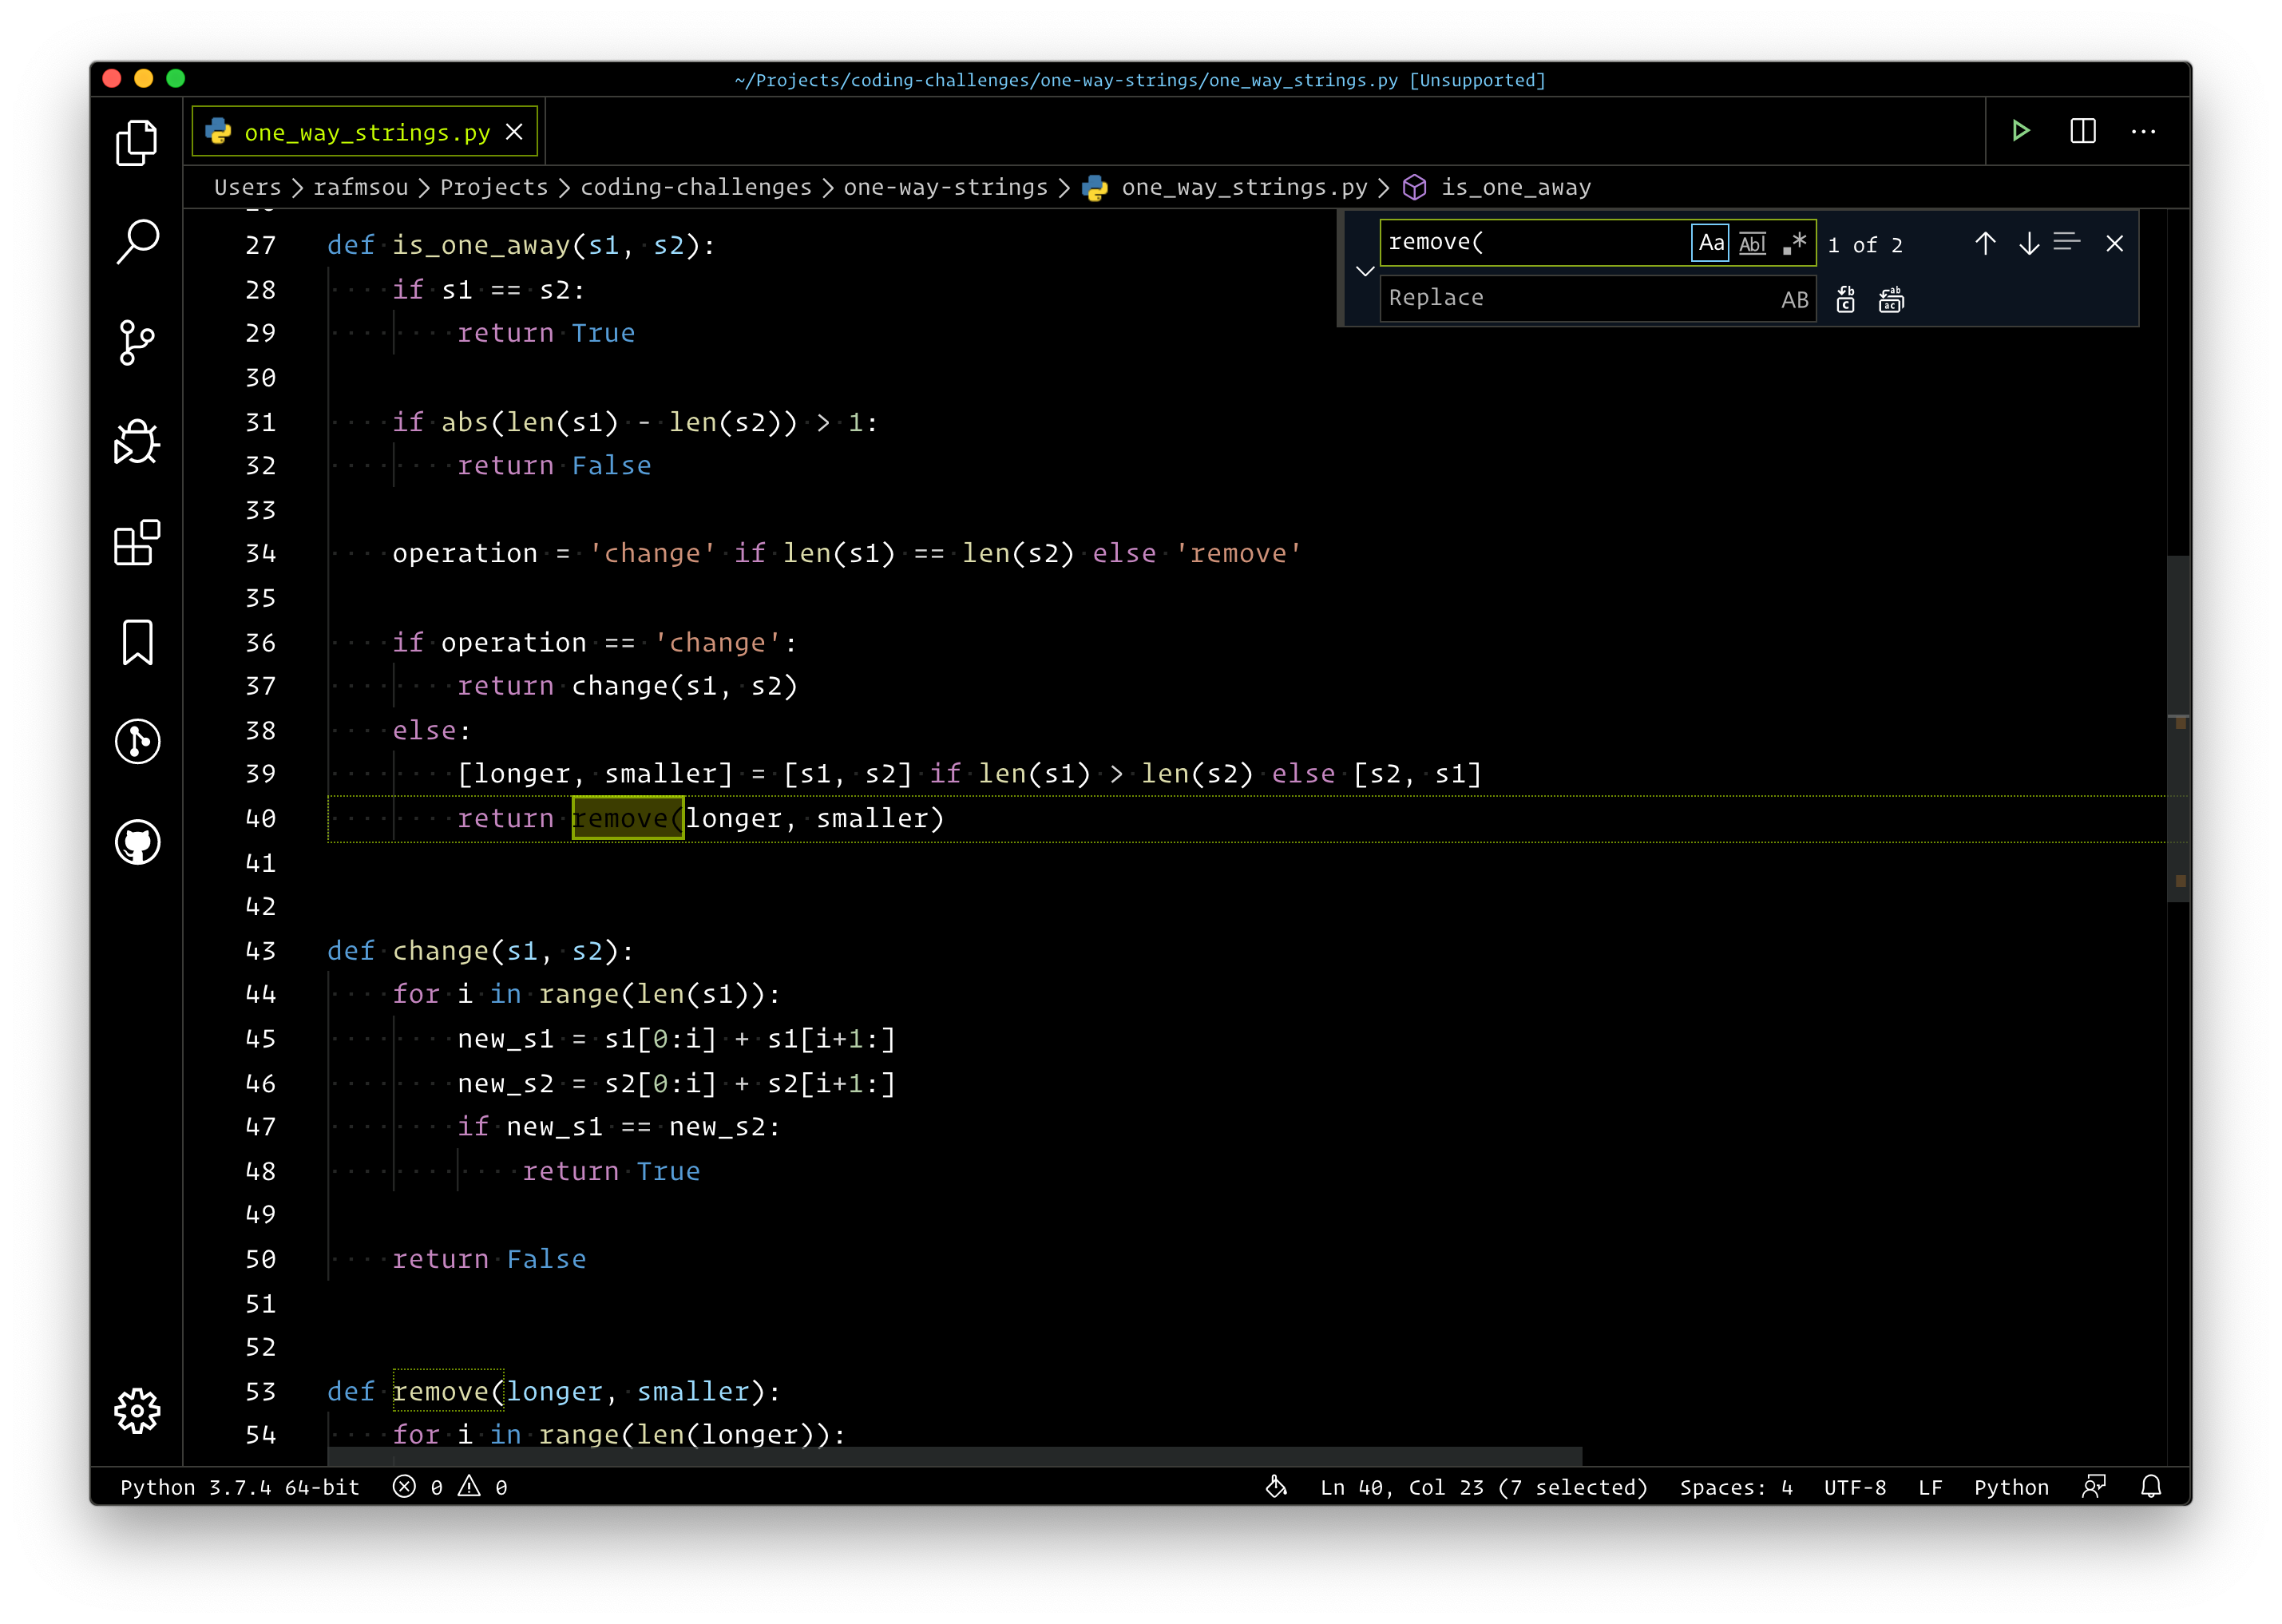 ~/Projects/coding-challenges/one-way-strings/one_way_strings.py [Unsupported]
one_way_strings.py
Users > rafmsou > Projects > coding-challenges > one-way-strings > one_way_strings.py > is_one_away
remove( Aa Abl .* 1 of 2
Replace AB
27 def is_one_away(s1, s2):
28     if s1 == s2:
29         return True
30
31     if abs(len(s1) - len(s2)) > 1:
32         return False
33
34     operation = 'change' if len(s1) == len(s2) else 'remove'
35
36     if operation == 'change':
37         return change(s1, s2)
38     else:
39         [longer, smaller] = [s1, s2] if len(s1) > len(s2) else [s2, s1]
40         return remove(longer, smaller)
41
42
43 def change(s1, s2):
44     for i in range(len(s1)):
45         new_s1 = s1[0:i] + s1[i+1:]
46         new_s2 = s2[0:i] + s2[i+1:]
47         if new_s1 == new_s2:
48             return True
49
50     return False
51
52
53 def remove(longer, smaller):
54     for i in range(len(longer)):
Python 3.7.4 64-bit 0 0 Ln 40, Col 23 (7 selected) Spaces: 4 UTF-8 LF Python